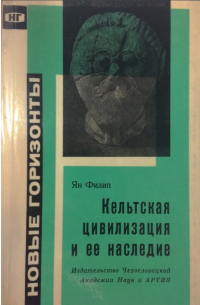 НГ
НОВЫЕ ГОРИЗОНТЫ
Ян Филип
Кельтская
цивилизация
и ее наследие
Издательство Чехословацкой
Академии Наук и АРТИЯ